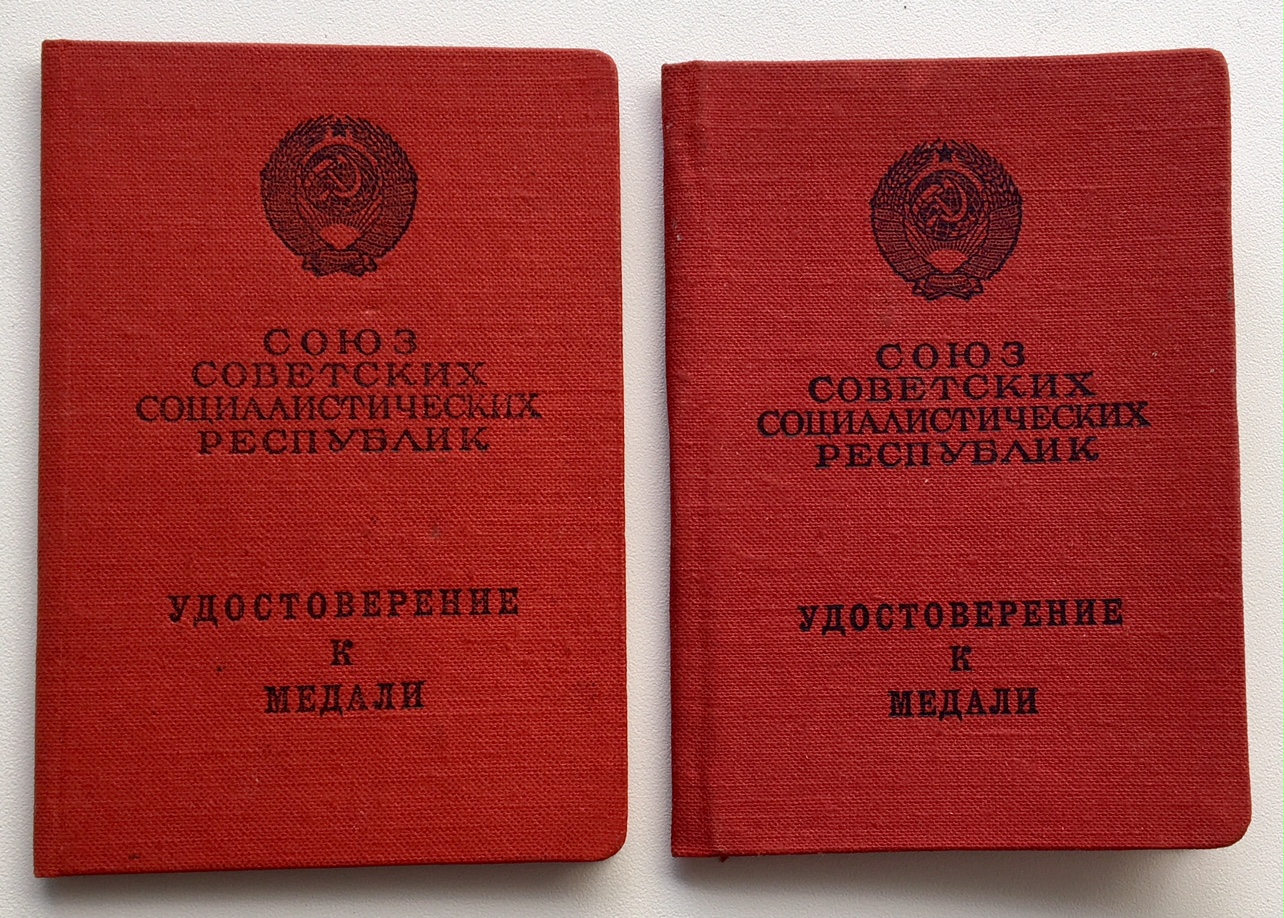 СОЮЗ
СОВЕТСКИХ
СОЦИАЛИСТИЧЕСКИХ
РЕСПУБЛИК
УДОСТОВЕРЕНИЕ
К
МЕДАЛИ
СОЮЗ
СОВЕТСКИХ
СОЦИАЛИСТИЧЕСКИХ
РЕСПУБЛИК
УДОСТОВЕРЕНИЕ
К
МЕДАЛИ